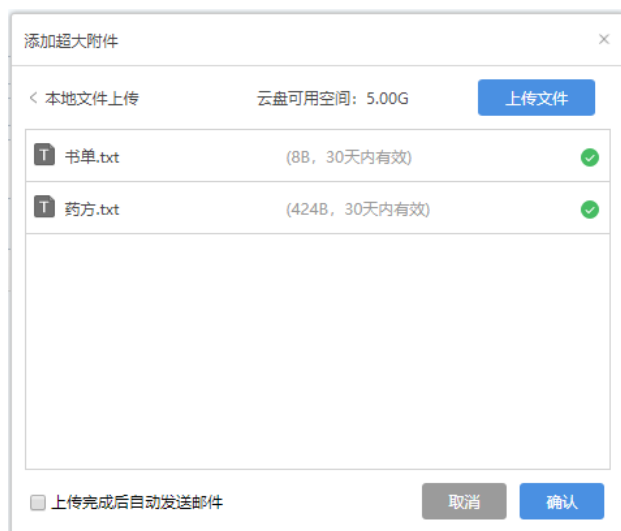 添加超大附件 ×
< 本地文件上传 云盘可用空间：5.00G 上传文件
T 书单.txt (8B，30天内有效)
T 药方.txt (424B，30天内有效)
上传完成后自动发送邮件 取消 确认